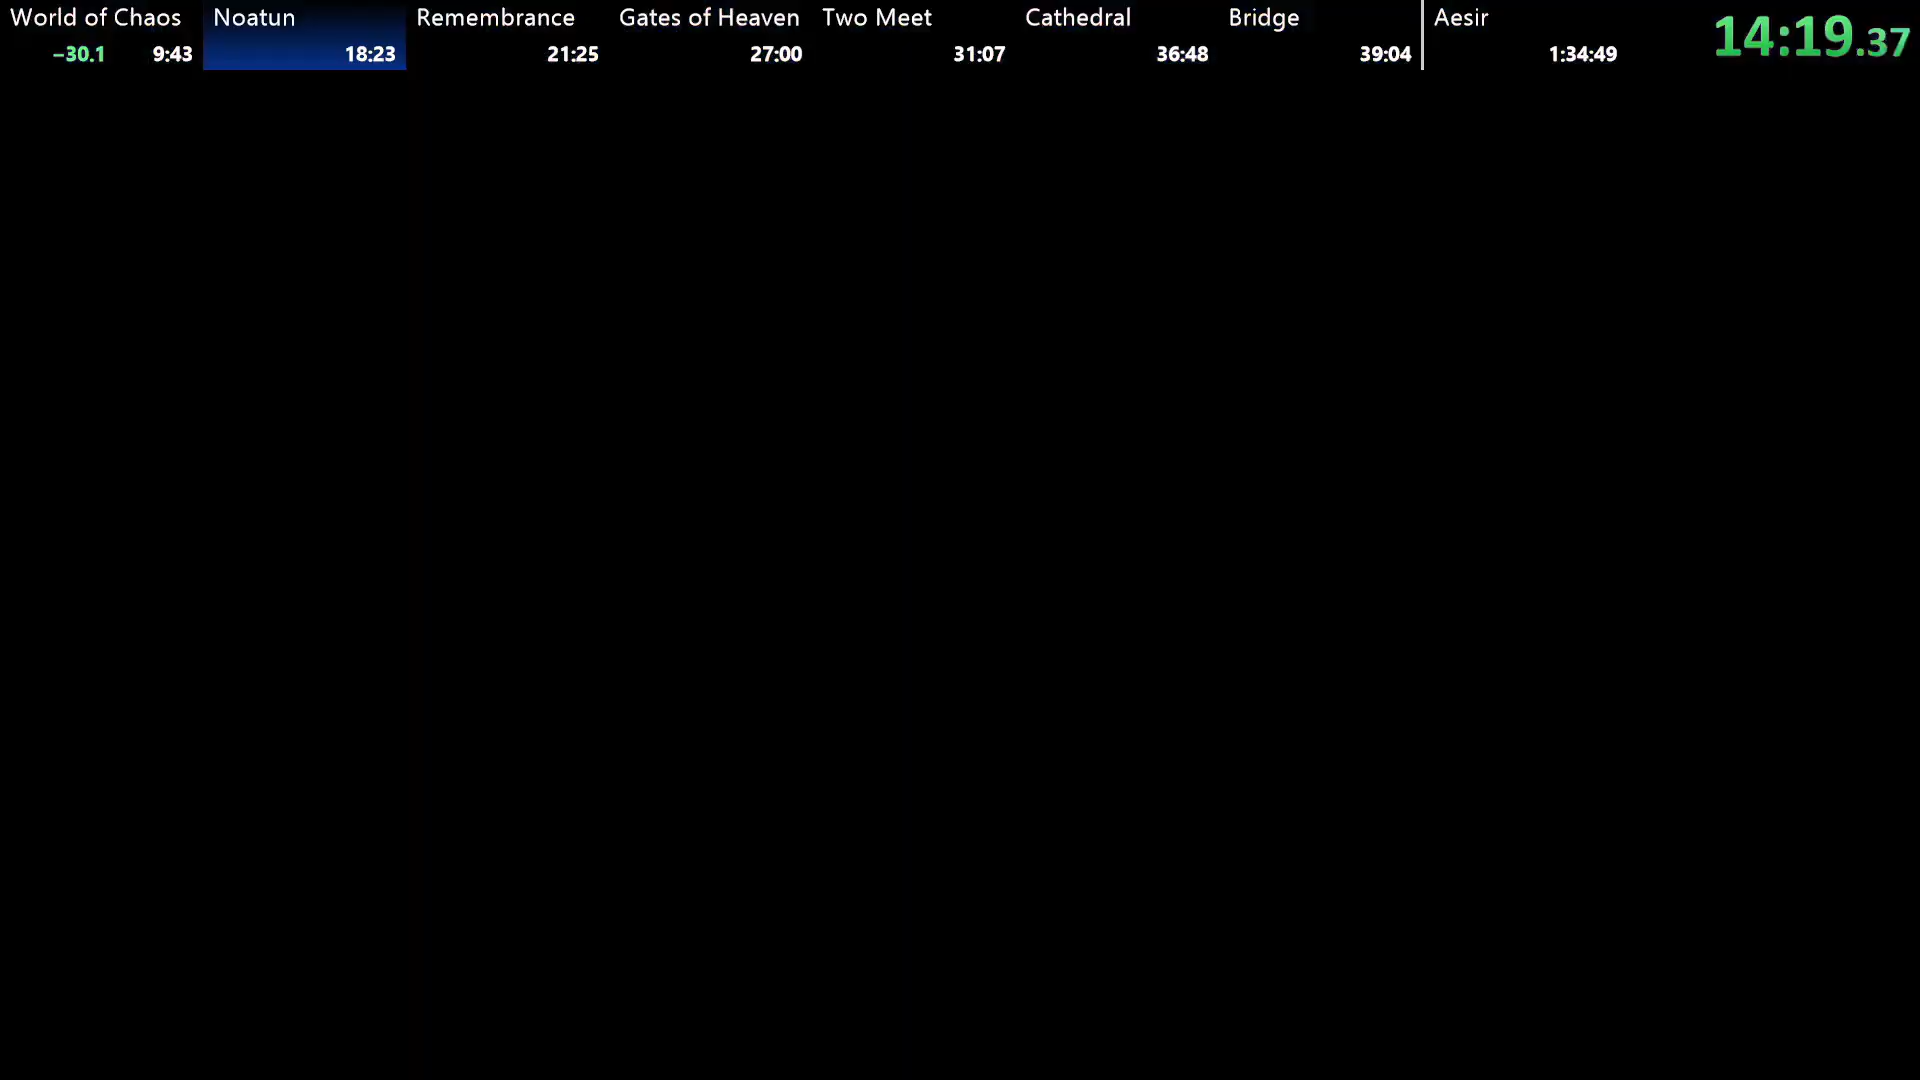 World of Chaos Noatun Remembrance Gates of Heaven Two Meet Cathedral Bridge Aesir 14:19.37
−30.1 9:43 18:23 21:25 27:00 31:07 36:48 39:04 1:34:49